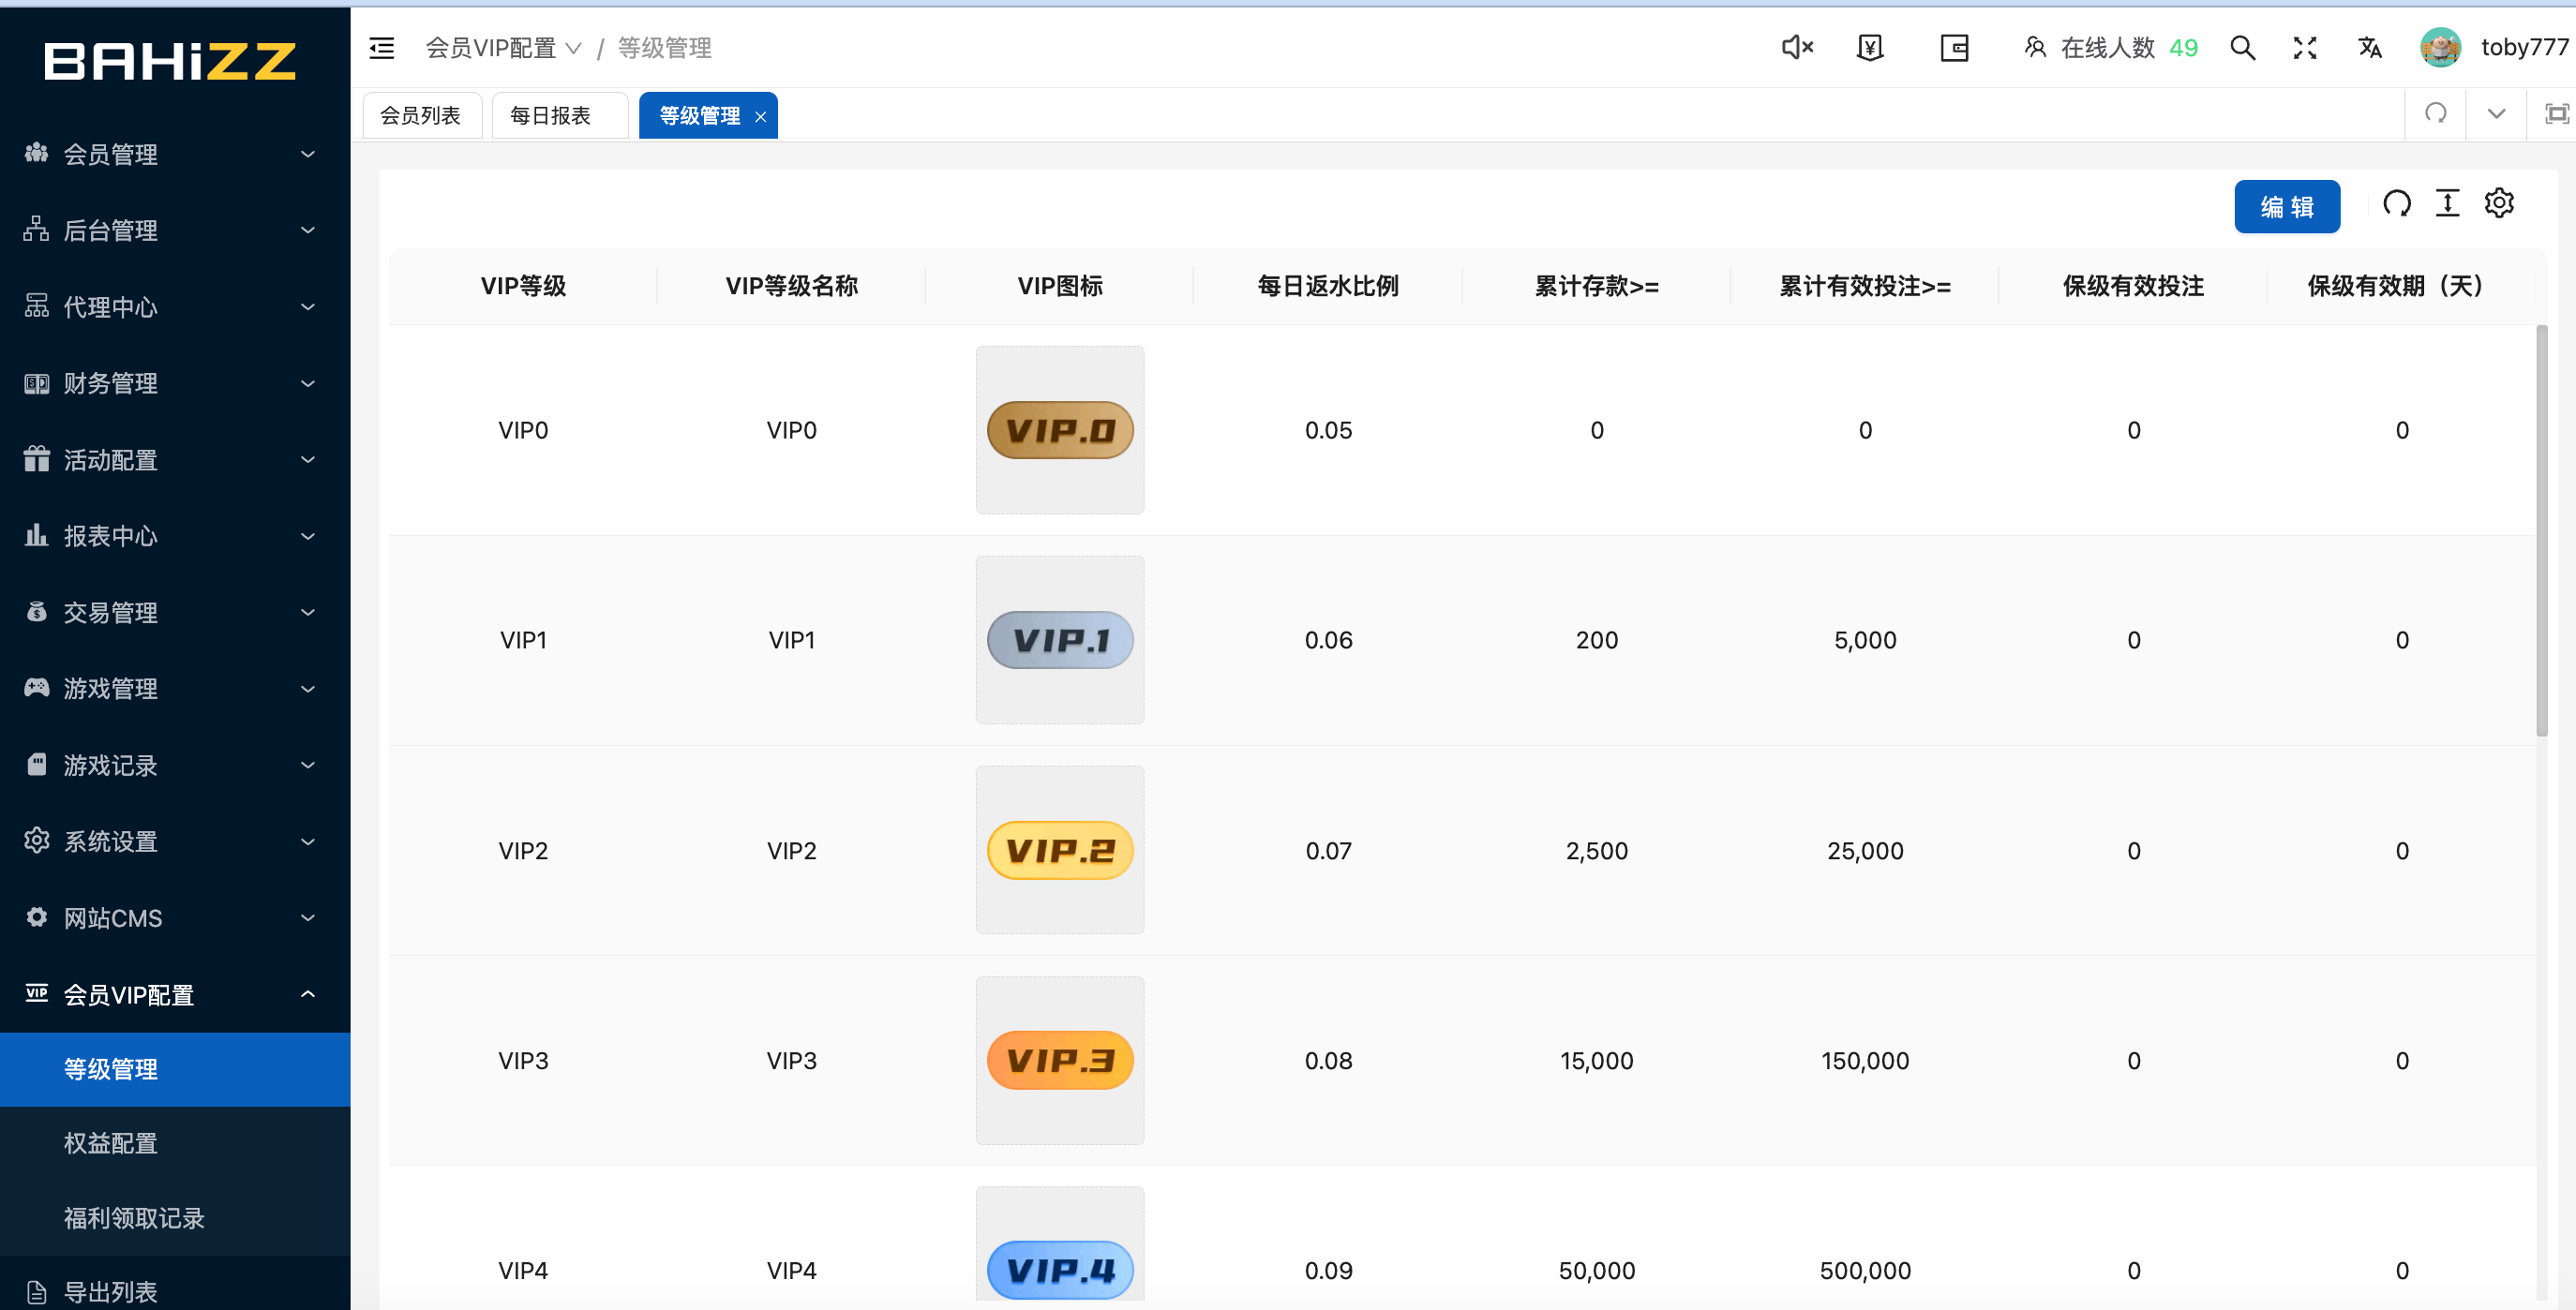 BAHiZZ
会员VIP配置 / 等级管理
在线人数 49
toby777
会员列表
每日报表
等级管理
会员管理
后台管理
代理中心
财务管理
活动配置
报表中心
交易管理
游戏管理
游戏记录
系统设置
网站CMS
VIP 会员VIP配置
等级管理
权益配置
福利领取记录
导出列表
编 辑
VIP等级 VIP等级名称 VIP图标 每日返水比例 累计存款>= 累计有效投注>= 保级有效投注 保级有效期（天）
VIP0 VIP0 VIP.0 0.05 0 0 0 0
VIP1 VIP1 VIP.1 0.06 200 5,000 0 0
VIP2 VIP2 VIP.2 0.07 2,500 25,000 0 0
VIP3 VIP3 VIP.3 0.08 15,000 150,000 0 0
VIP4 VIP4 VIP.4 0.09 50,000 500,000 0 0